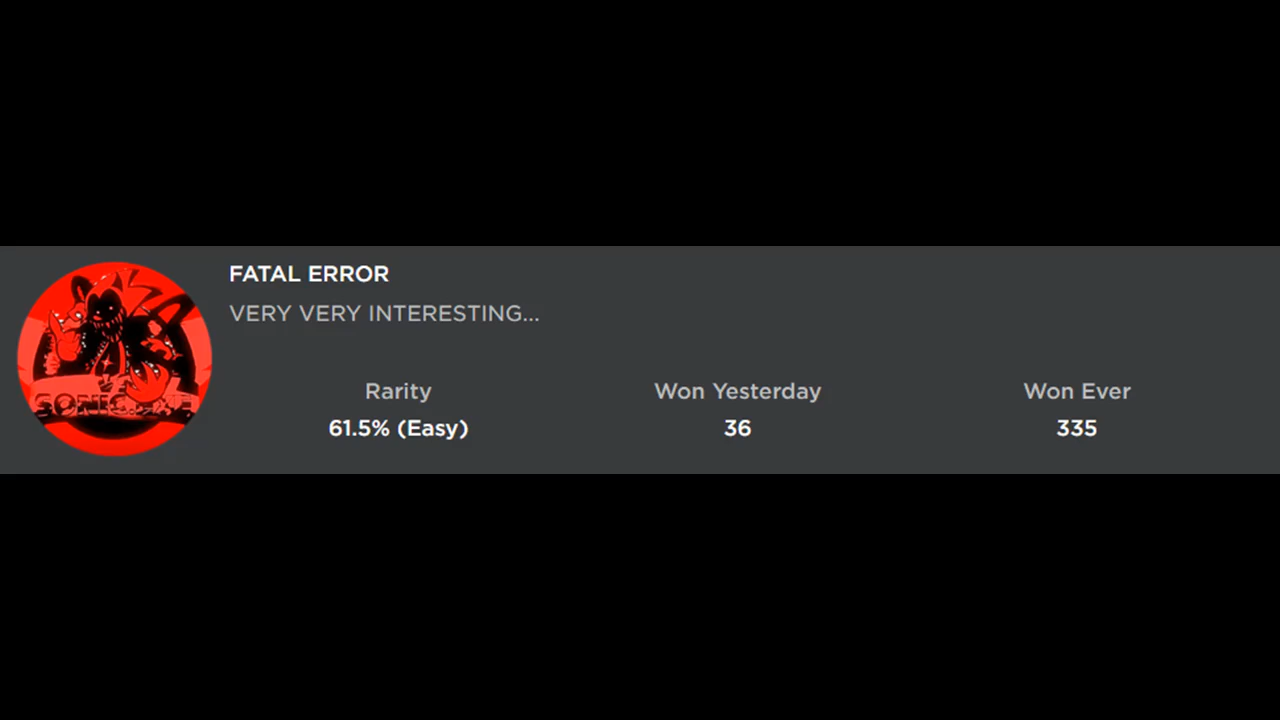 FATAL ERROR
VERY VERY INTERESTING...
Rarity Won Yesterday Won Ever
61.5% (Easy) 36 335